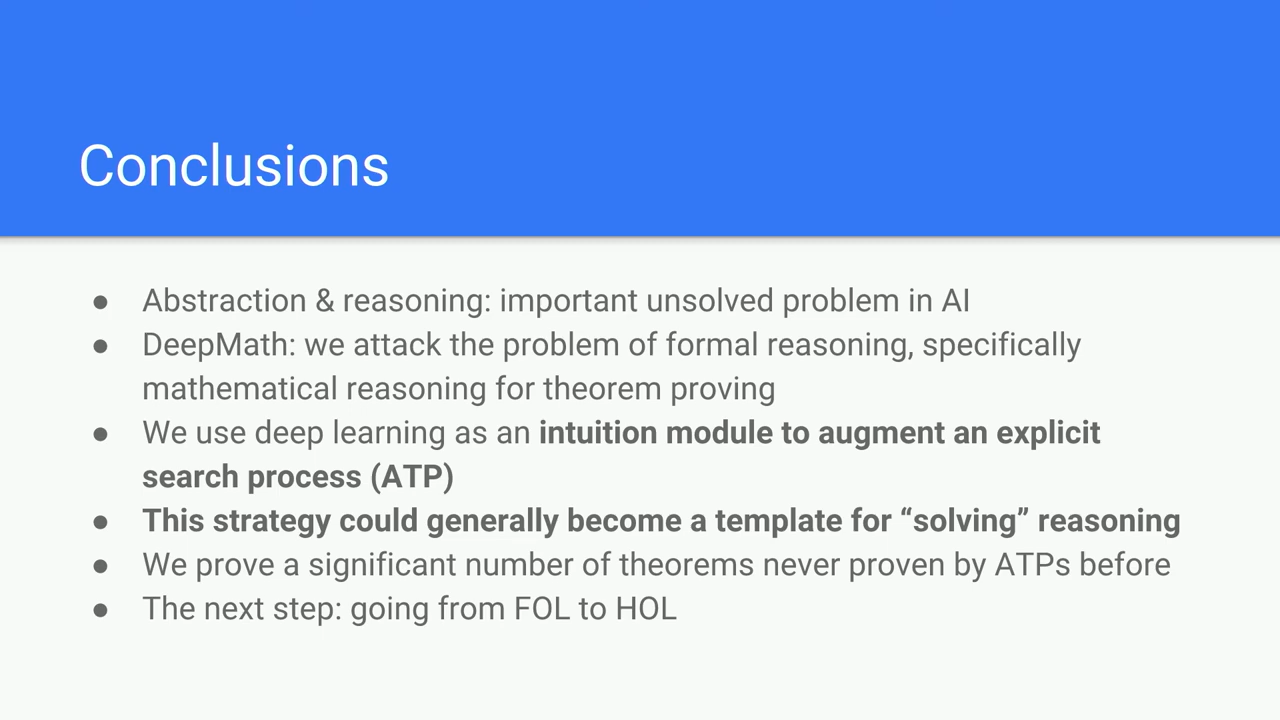 Conclusions
● Abstraction & reasoning: important unsolved problem in AI
● DeepMath: we attack the problem of formal reasoning, specifically
mathematical reasoning for theorem proving
● We use deep learning as an intuition module to augment an explicit
search process (ATP)
● This strategy could generally become a template for “solving” reasoning
● We prove a significant number of theorems never proven by ATPs before
● The next step: going from FOL to HOL